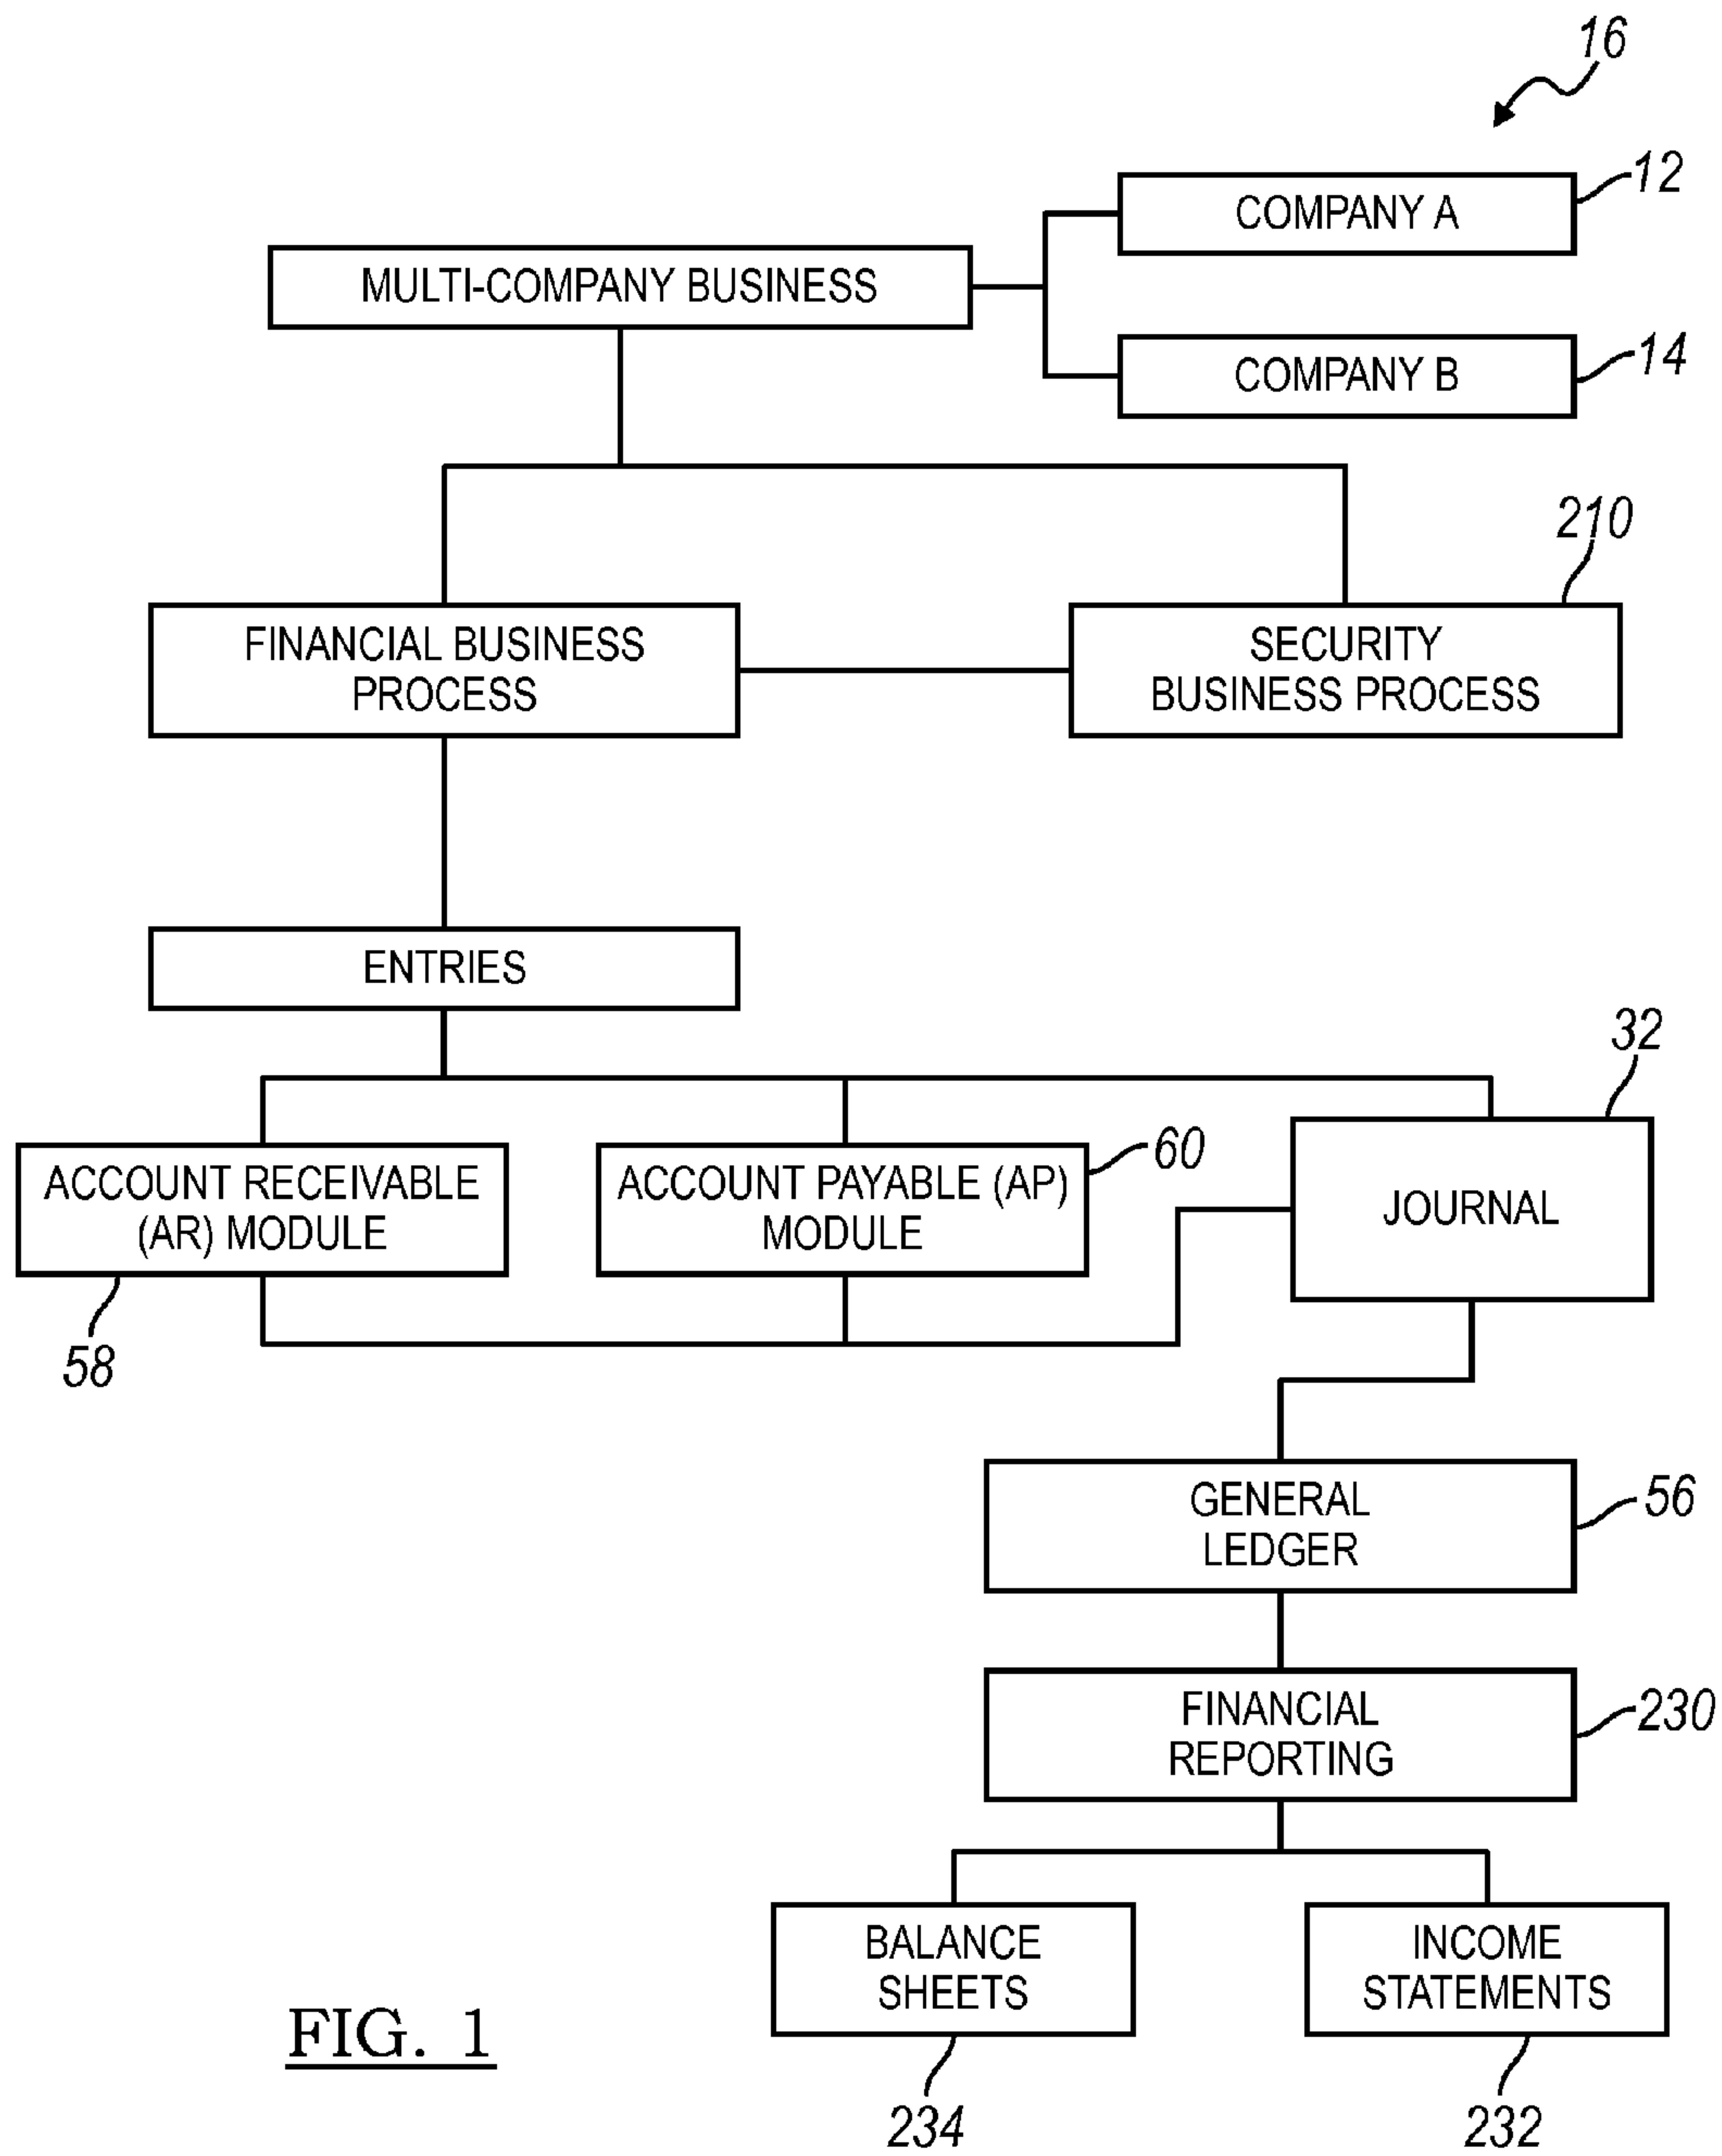 16
12
COMPANY A
MULTI-COMPANY BUSINESS
14
COMPANY B
210
FINANCIAL BUSINESS
PROCESS
SECURITY
BUSINESS PROCESS
ENTRIES
32
ACCOUNT RECEIVABLE
(AR) MODULE
ACCOUNT PAYABLE (AP)
MODULE
60
JOURNAL
58
GENERAL
LEDGER
56
FINANCIAL
REPORTING
230
BALANCE
SHEETS
INCOME
STATEMENTS
FIG. 1
234
232